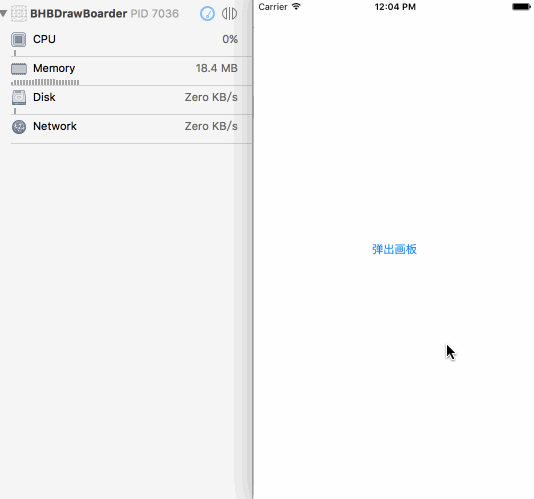 BHBDrawBoarder PID 7036
CPU 0%
Memory 18.4 MB
Disk Zero KB/s
Network Zero KB/s
Carrier 12:04 PM
弹出画板